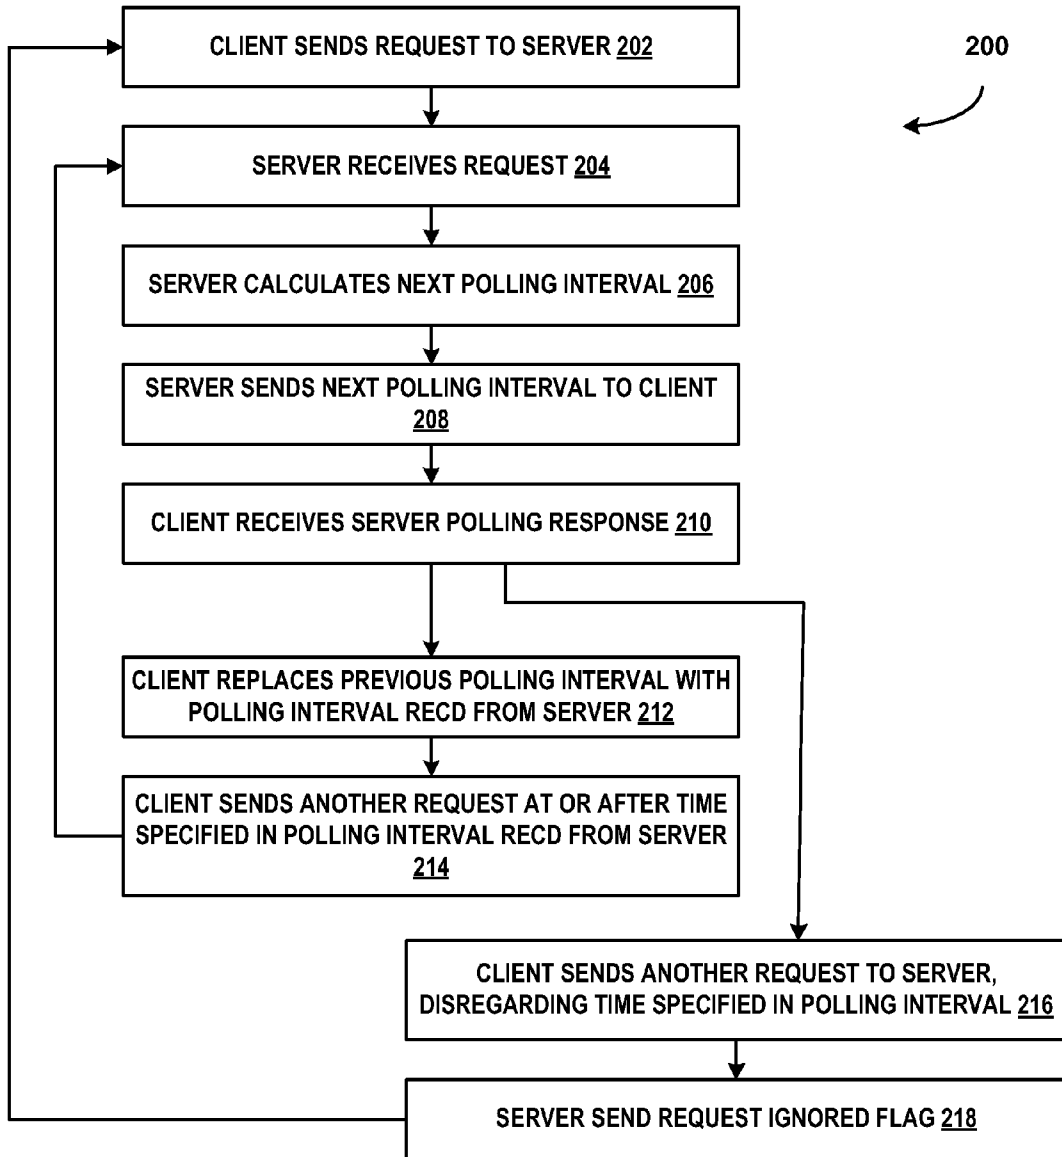 CLIENT SENDS REQUEST TO SERVER 202
200
SERVER RECEIVES REQUEST 204
SERVER CALCULATES NEXT POLLING INTERVAL 206
SERVER SENDS NEXT POLLING INTERVAL TO CLIENT
208
CLIENT RECEIVES SERVER POLLING RESPONSE 210
CLIENT REPLACES PREVIOUS POLLING INTERVAL WITH
POLLING INTERVAL RECD FROM SERVER 212
CLIENT SENDS ANOTHER REQUEST AT OR AFTER TIME
SPECIFIED IN POLLING INTERVAL RECD FROM SERVER
214
CLIENT SENDS ANOTHER REQUEST TO SERVER,
DISREGARDING TIME SPECIFIED IN POLLING INTERVAL 216
SERVER SEND REQUEST IGNORED FLAG 218